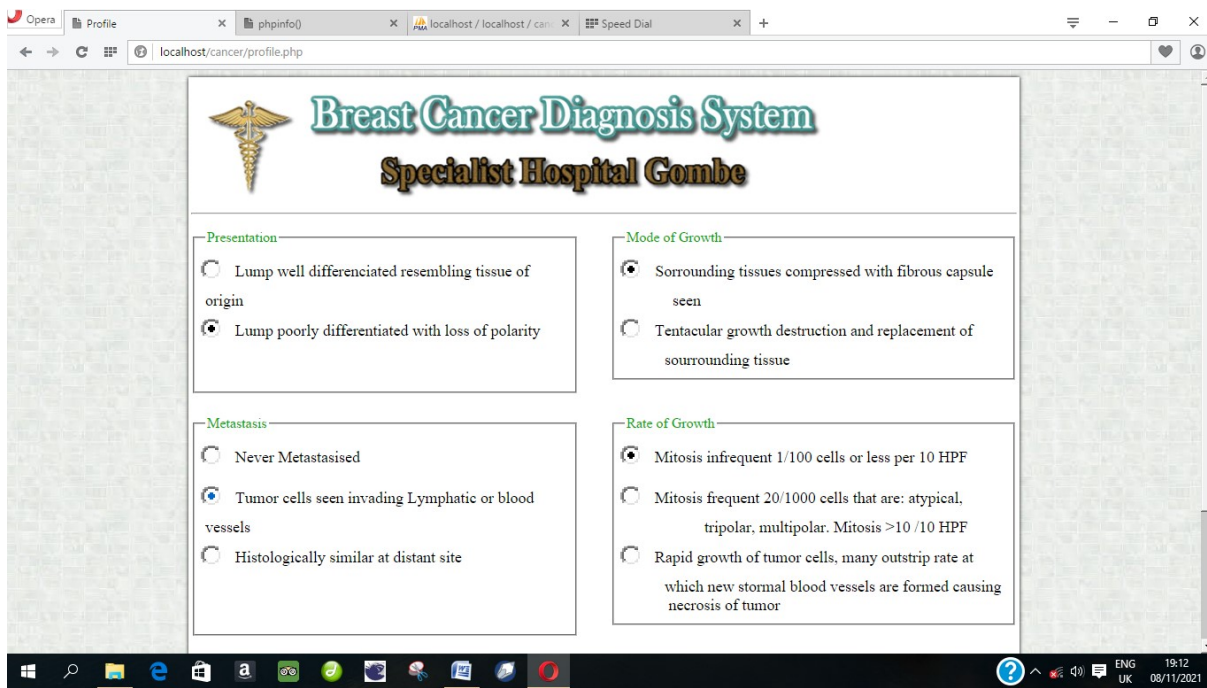 Opera
Profile
phpinfo()
localhost / localhost / canc
Speed Dial
localhost/cancer/profile.php
Breast Cancer Diagnosis System
Specialist Hospital Gombe
Presentation
Lump well differenciated resembling tissue of
origin
Lump poorly differentiated with loss of polarity
Mode of Growth
Sorrounding tissues compressed with fibrous capsule
seen
Tentacular growth destruction and replacement of
sourrounding tissue
Metastasis
Never Metastasised
Tumor cells seen invading Lymphatic or blood
vessels
Histologically similar at distant site
Rate of Growth
Mitosis infrequent 1/100 cells or less per 10 HPF
Mitosis frequent 20/1000 cells that are: atypical,
tripolar, multipolar. Mitosis >10 /10 HPF
Rapid growth of tumor cells, many outstrip rate at
which new stormal blood vessels are formed causing
necrosis of tumor
ENG
UK
19:12
08/11/2021